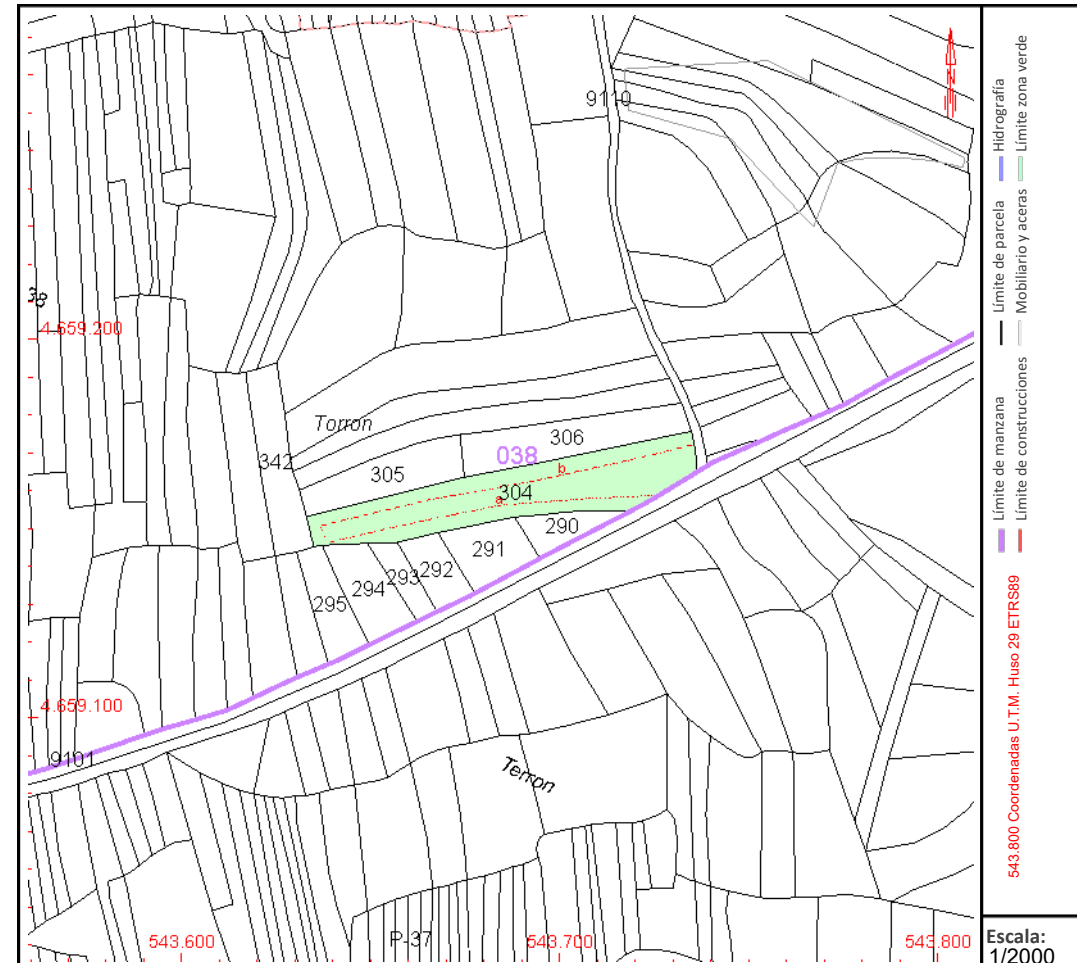 9110
38
4.659.200
Torron
306
342
038
305
b
304
a
290
291
292
293
294
295
4.659.100
9101
Terron
P-37
543.600
543.700
543.800
N
Límite de manzana
Límite de parcela
Hidrografía
Límite de construcciones
Mobiliario y aceras
Límite zona verde
543.800 Coordenadas U.T.M. Huso 29 ETRS89
Escala:
1/2000